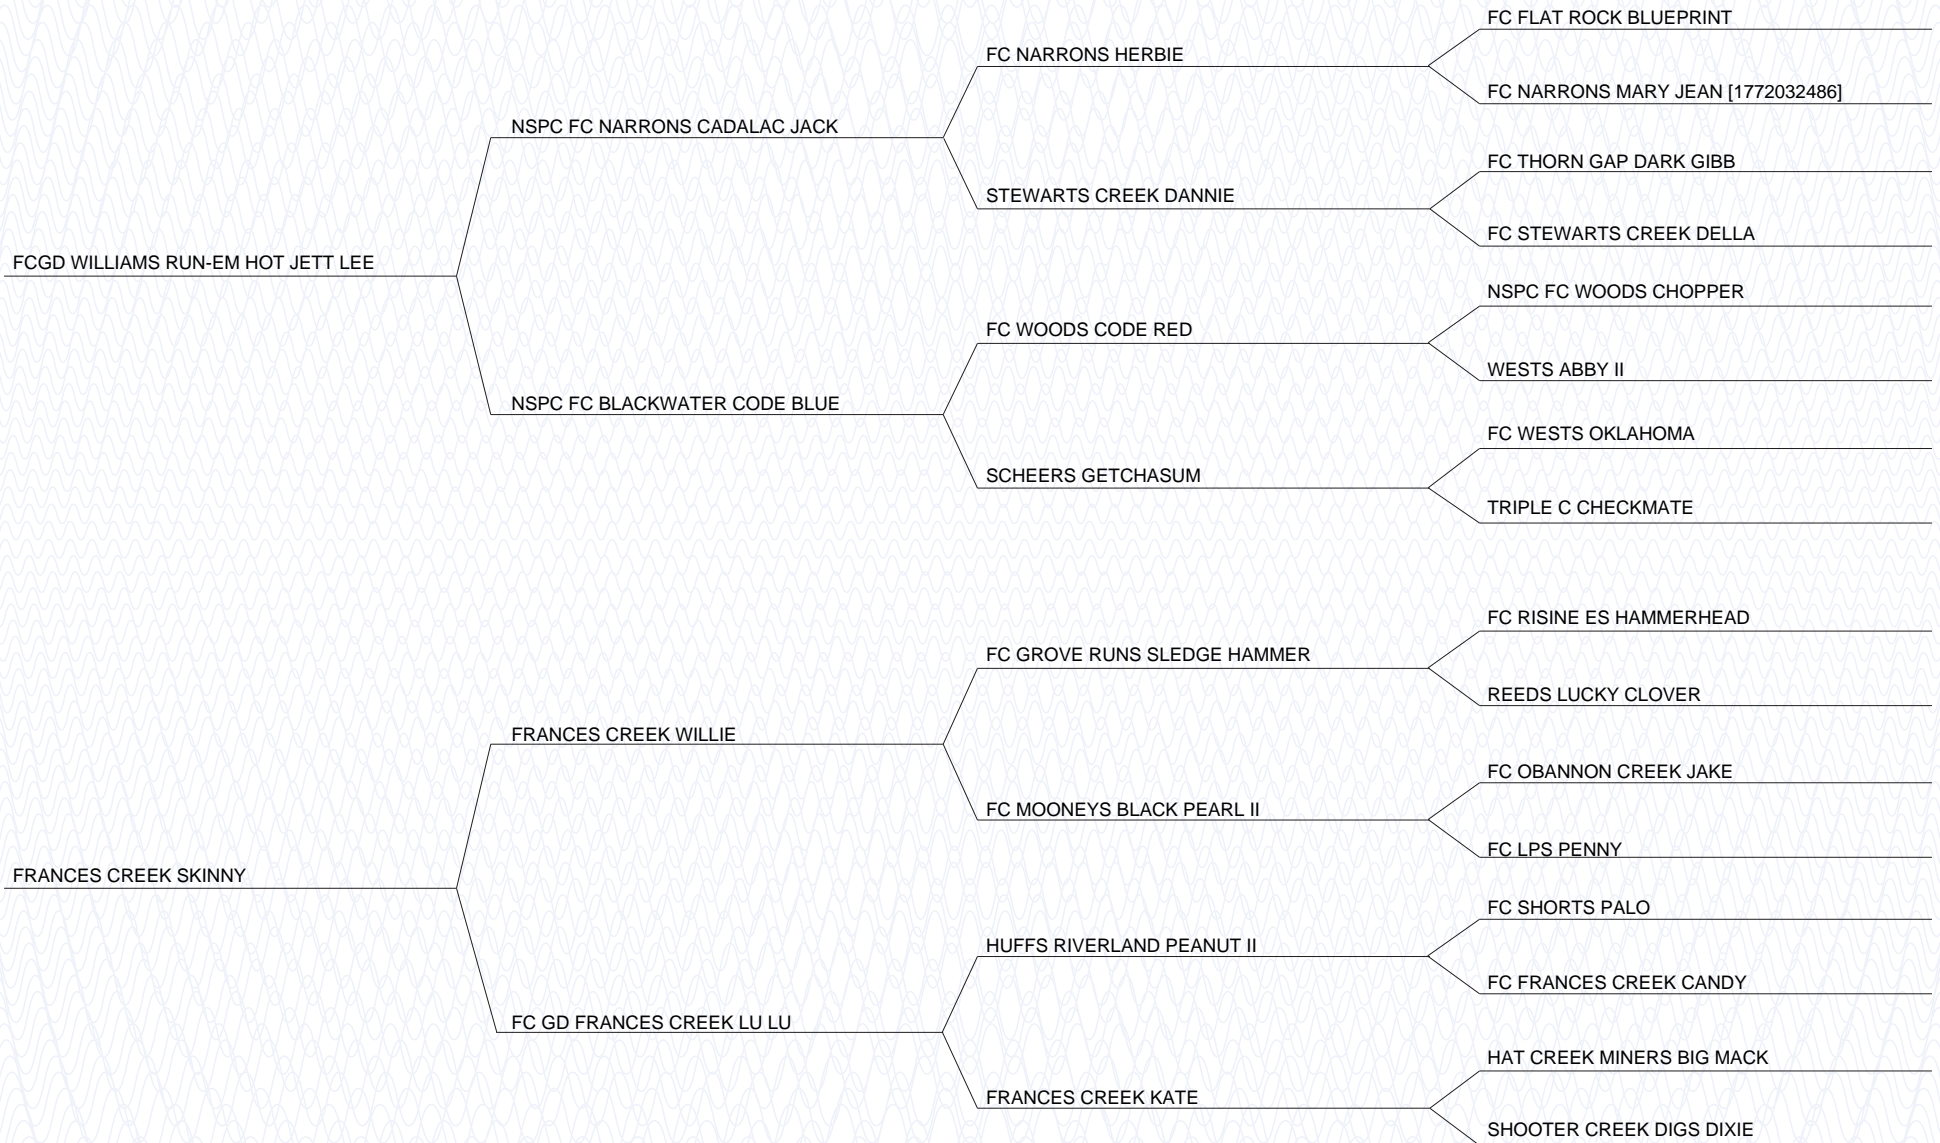 FC FLAT ROCK BLUEPRINT
FC NARRONS HERBIE
FC NARRONS MARY JEAN [1772032486]
NSPC FC NARRONS CADALAC JACK
FC THORN GAP DARK GIBB
STEWARTS CREEK DANNIE
FC STEWARTS CREEK DELLA
FCGD WILLIAMS RUN-EM HOT JETT LEE
NSPC FC WOODS CHOPPER
FC WOODS CODE RED
WESTS ABBY II
NSPC FC BLACKWATER CODE BLUE
FC WESTS OKLAHOMA
SCHEERS GETCHASUM
TRIPLE C CHECKMATE
FC RISINE ES HAMMERHEAD
FC GROVE RUNS SLEDGE HAMMER
REEDS LUCKY CLOVER
FRANCES CREEK WILLIE
FC OBANNON CREEK JAKE
FC MOONEYS BLACK PEARL II
FC LPS PENNY
FRANCES CREEK SKINNY
FC SHORTS PALO
HUFFS RIVERLAND PEANUT II
FC FRANCES CREEK CANDY
FC GD FRANCES CREEK LU LU
HAT CREEK MINERS BIG MACK
FRANCES CREEK KATE
SHOOTER CREEK DIGS DIXIE